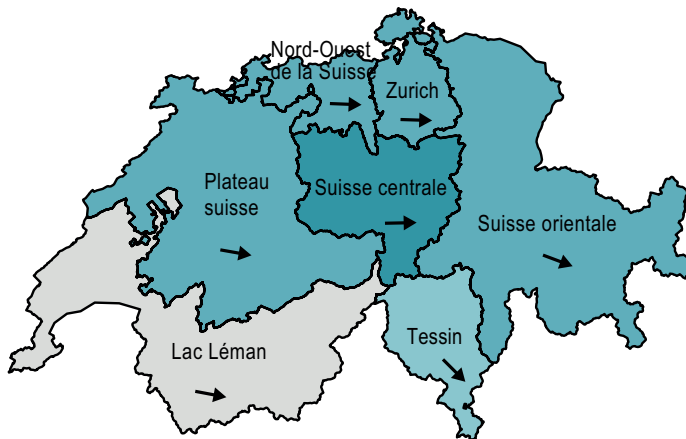 Nord-Ouest
de la Suisse
Zurich
Plateau
suisse
Suisse centrale
Suisse orientale
Tessin
Lac Léman